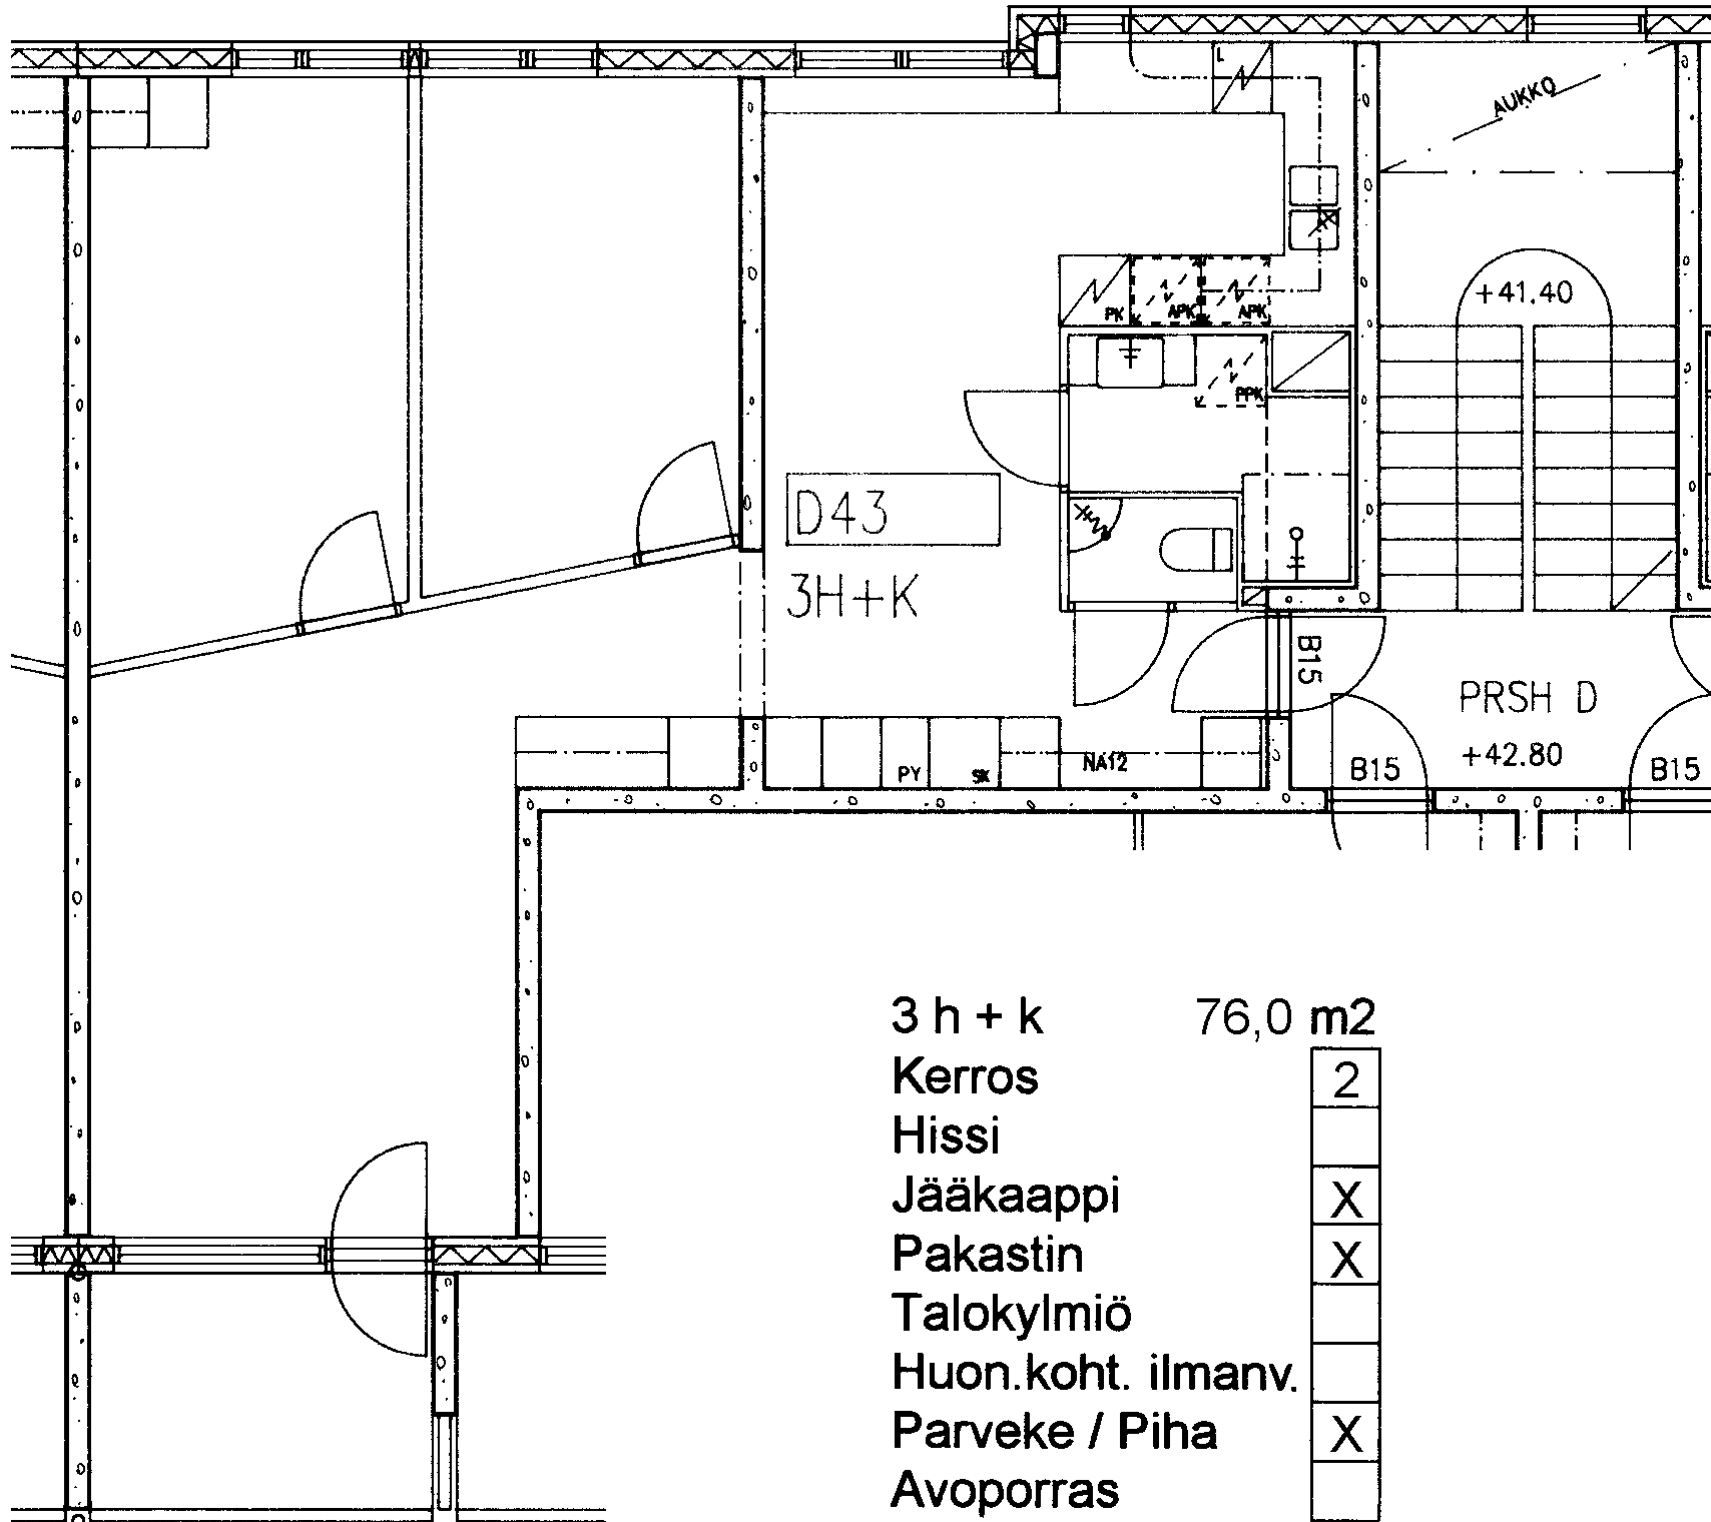 L
AUKKO
+41.40
PK
APK
APK
PPK
D43
3H+K
B15
PRSH D
+42.80
PY
SK
NA12
B15
B15
3 h + k 76,0 m2
Kerros 2
Hissi
Jääkaappi X
Pakastin X
Talokylmiö
Huon.koht. ilmanv.
Parveke / Piha X
Avoporras